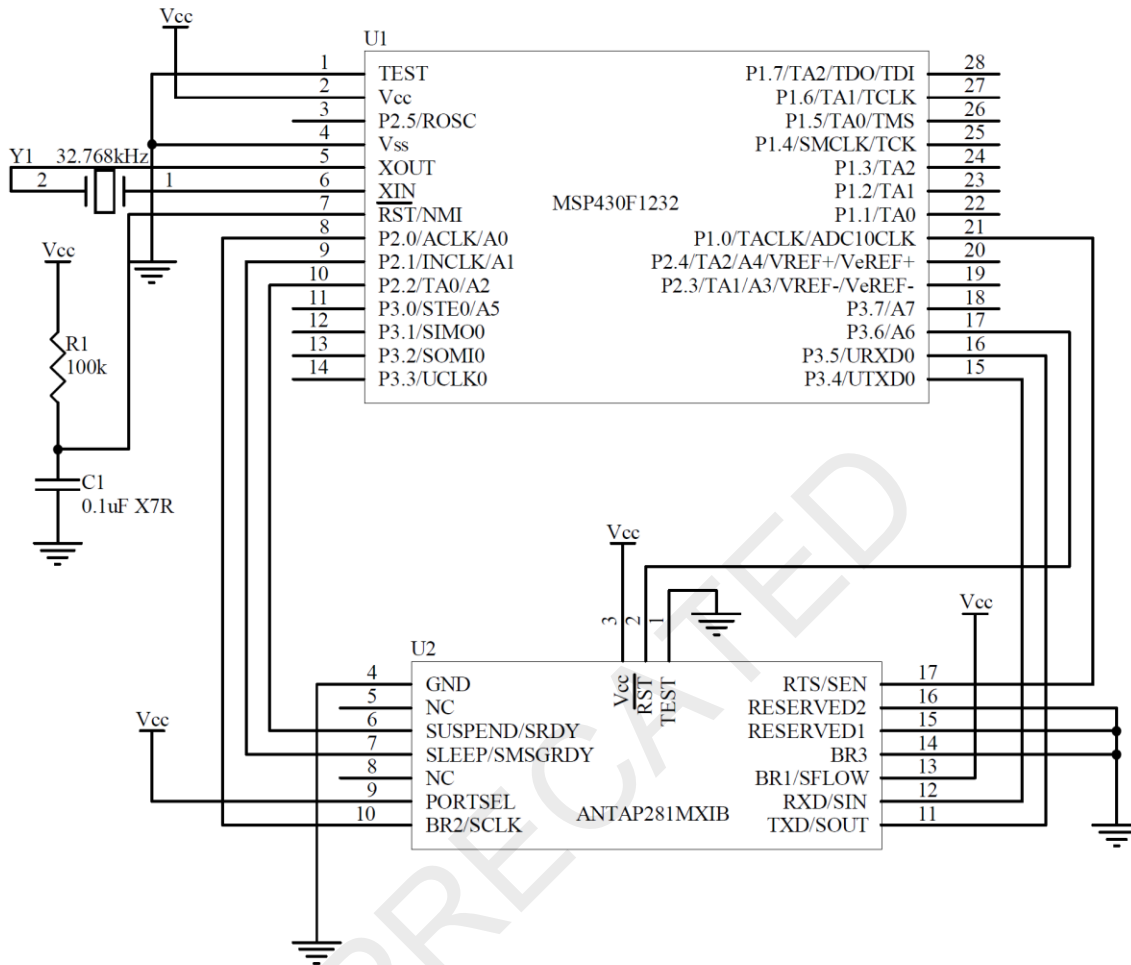 Vcc
U1
1 TEST
2 Vcc
3 P2.5/ROSC
4 Vss
5 XOUT
6 XIN
7 RST/NMI
8 P2.0/ACLK/A0
9 P2.1/INCLK/A1
10 P2.2/TA0/A2
11 P3.0/STE0/A5
12 P3.1/SIMO0
13 P3.2/SOMI0
14 P3.3/UCLK0
MSP430F1232
P1.7/TA2/TDO/TDI 28
P1.6/TA1/TCLK 27
P1.5/TA0/TMS 26
P1.4/SMCLK/TCK 25
P1.3/TA2 24
P1.2/TA1 23
P1.1/TA0 22
P1.0/TACLK/ADC10CLK 21
P2.4/TA2/A4/VREF+/VeREF+ 20
P2.3/TA1/A3/VREF-/VeREF- 19
P3.7/A7 18
P3.6/A6 17
P3.5/URXD0 16
P3.4/UTXD0 15
Y1 32.768kHz
2 1
Vcc
R1
100k
C1
0.1uF X7R
Vcc
3 2 1
Vcc RST TEST
Vcc
U2
4 GND
5 NC
6 SUSPEND/SRDY
7 SLEEP/SMSGRDY
8 NC
9 PORTSEL
10 BR2/SCLK
Vcc
ANTAP281MXIB
RTS/SEN 17
RESERVED2 16
RESERVED1 15
BR3 14
BR1/SFLOW 13
RXD/SIN 12
TXD/SOUT 11
PRECATED